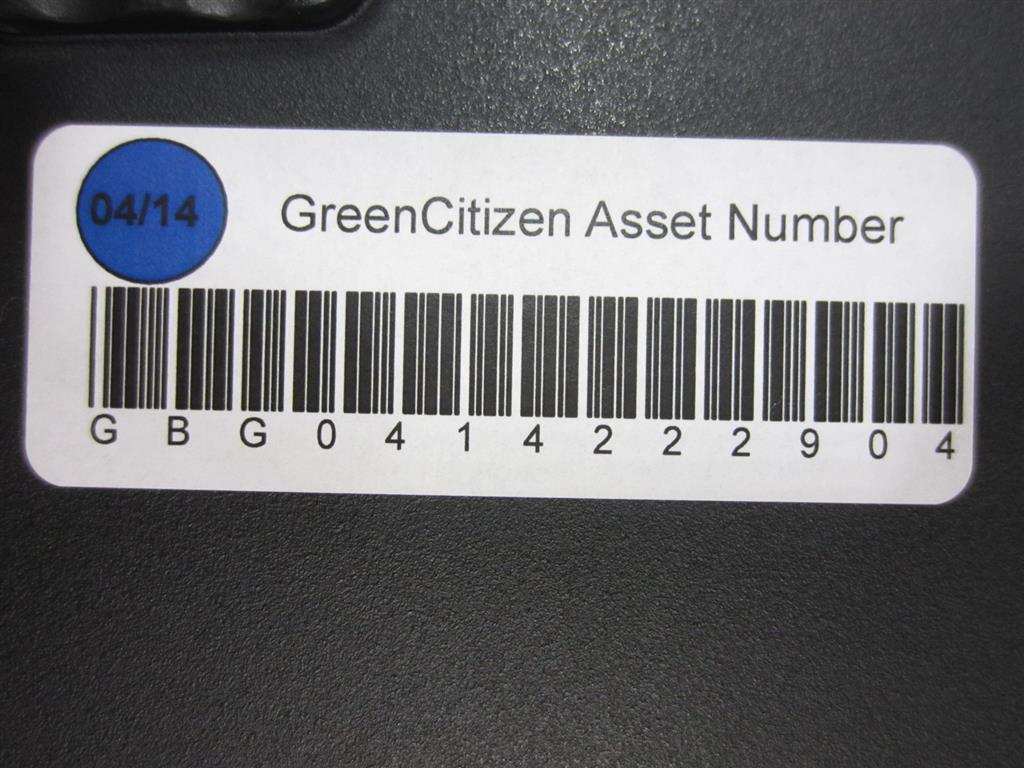 04/14
GreenCitizen Asset Number
G B G 0 4 1 4 2 2 2 9 0 4